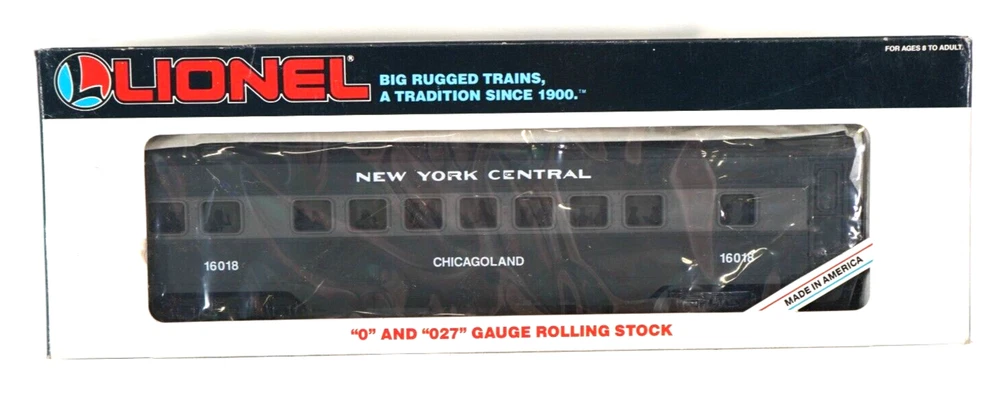 FOR AGES 8 TO ADULT.
LIONEL®
BIG RUGGED TRAINS,
A TRADITION SINCE 1900.™
NEW YORK CENTRAL
16018
CHICAGOLAND
16018
MADE IN AMERICA
"O" AND "027" GAUGE ROLLING STOCK